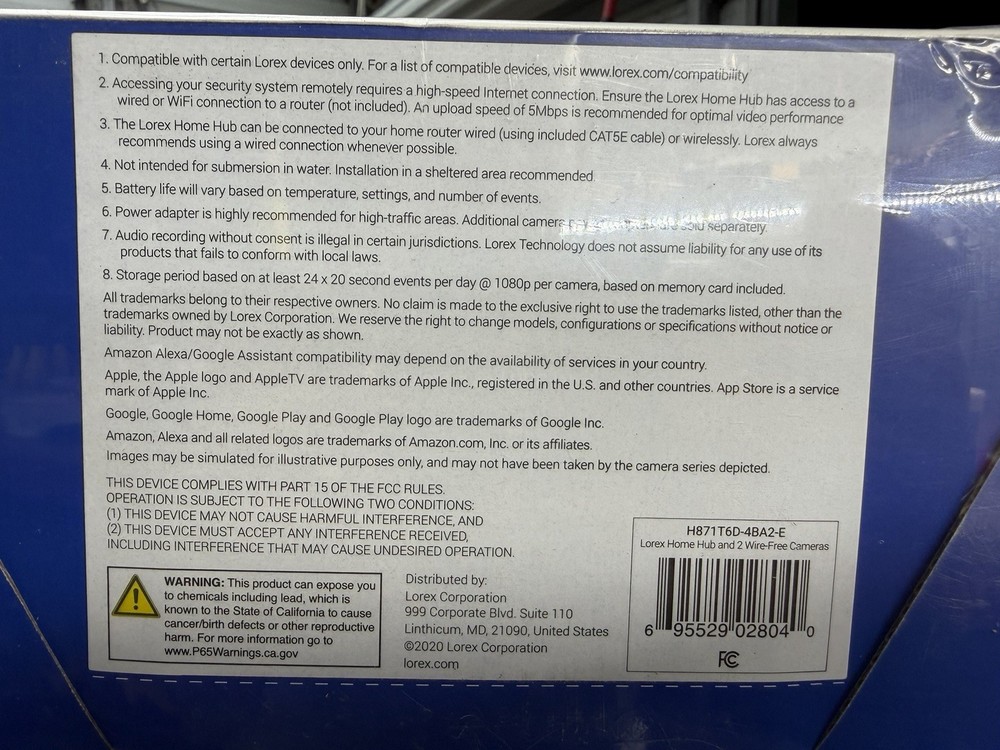 1. Compatible with certain Lorex devices only. For a list of compatible devices, visit www.lorex.com/compatibility
2. Accessing your security system remotely requires a high-speed Internet connection. Ensure the Lorex Home Hub has access to a
wired or WiFi connection to a router (not included). An upload speed of 5Mbps is recommended for optimal video performance
3. The Lorex Home Hub can be connected to your home router wired (using included CAT5E cable) or wirelessly. Lorex always
recommends using a wired connection whenever possible.
4. Not intended for submersion in water. Installation in a sheltered area recommended
5. Battery life will vary based on temperature, settings, and number of events.
6. Power adapter is highly recommended for high-traffic areas. Additional camera sold separately.
7. Audio recording without consent is illegal in certain jurisdictions. Lorex Technology does not assume liability for any use of its
products that fails to conform with local laws.
8. Storage period based on at least 24 x 20 second events per day @ 1080p per camera, based on memory card included.
All trademarks belong to their respective owners. No claim is made to the exclusive right to use the trademarks listed, other than the
trademarks owned by Lorex Corporation. We reserve the right to change models, configurations or specifications without notice or
liability. Product may not be exactly as shown.
Amazon Alexa/Google Assistant compatibility may depend on the availability of services in your country.
Apple, the Apple logo and AppleTV are trademarks of Apple Inc., registered in the U.S. and other countries. App Store is a service
mark of Apple Inc.
Google, Google Home, Google Play and Google Play logo are trademarks of Google Inc.
Amazon, Alexa and all related logos are trademarks of Amazon.com, Inc. or its affiliates.
Images may be simulated for illustrative purposes only, and may not have been taken by the camera series depicted.
THIS DEVICE COMPLIES WITH PART 15 OF THE FCC RULES.
OPERATION IS SUBJECT TO THE FOLLOWING TWO CONDITIONS:
(1) THIS DEVICE MAY NOT CAUSE HARMFUL INTERFERENCE, AND
(2) THIS DEVICE MUST ACCEPT ANY INTERFERENCE RECEIVED,
INCLUDING INTERFERENCE THAT MAY CAUSE UNDESIRED OPERATION.
WARNING: This product can expose you
to chemicals including lead, which is
known to the State of California to cause
cancer/birth defects or other reproductive
harm. For more information go to
www.P65Warnings.ca.gov
Distributed by:
Lorex Corporation
999 Corporate Blvd. Suite 110
Linthicum, MD, 21090, United States
©2020 Lorex Corporation
lorex.com
H871T6D-4BA2-E
Lorex Home Hub and 2 Wire-Free Cameras
6 95529 02804 0
FC